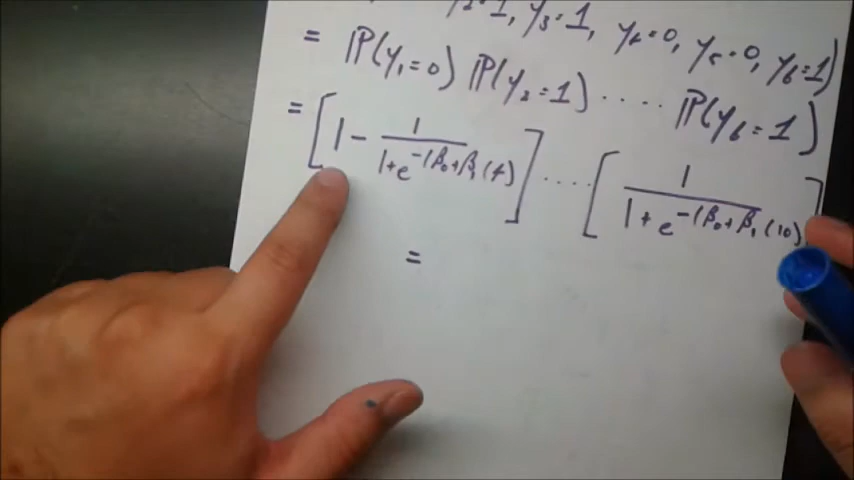 y₂=1, y₃=1, y₄=0, y₅=0, y₆=1)
= ℙ(y₁=0) ℙ(y₂=1) ····· ℙ(y₆=1)
= [1 - 1/(1+e^-(β₀+β₁(4)] ···· [1/(1+e^-(β₀+β₁(10)]
=